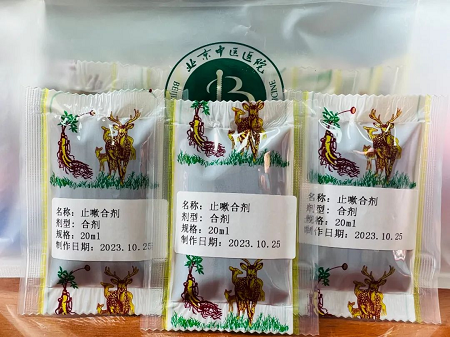 北京中医医院
BEIJI
CINE
名称：止嗽合剂
剂型：合剂
规格：20ml
制作日期：2023.10.25
名称：止嗽合剂
剂型：合剂
规格：20ml
制作日期：2023.10.25
名称：止嗽合剂
剂型：合剂
规格：20ml
制作日期：2023.10.25